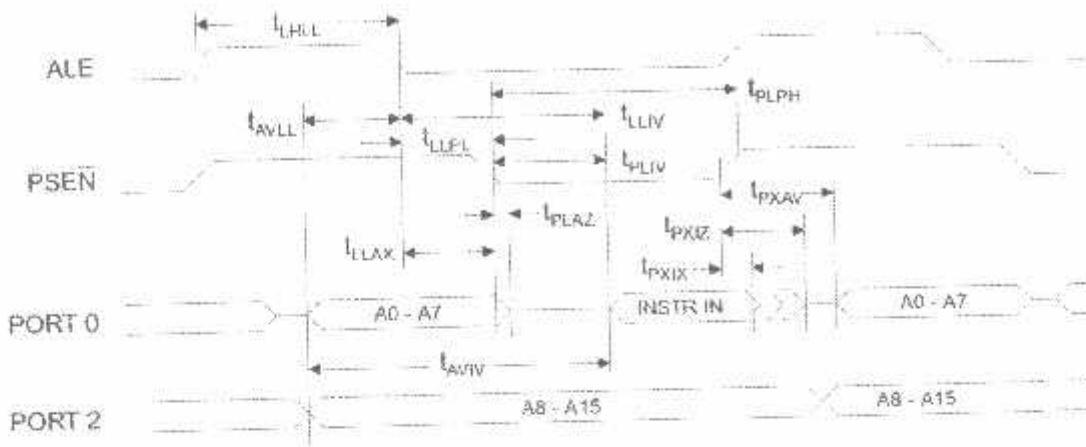 tLHLL
ALE
tPLPH
tAVLL
tLLIV
tLLPL
PSEN
tPLIV
tPXAV
tPLAZ
tPXIZ
tLLAX
tPXIX
PORT 0
A0 - A7
INSTR IN
A0 - A7
tAVIV
PORT 2
A8 - A15
A8 - A15